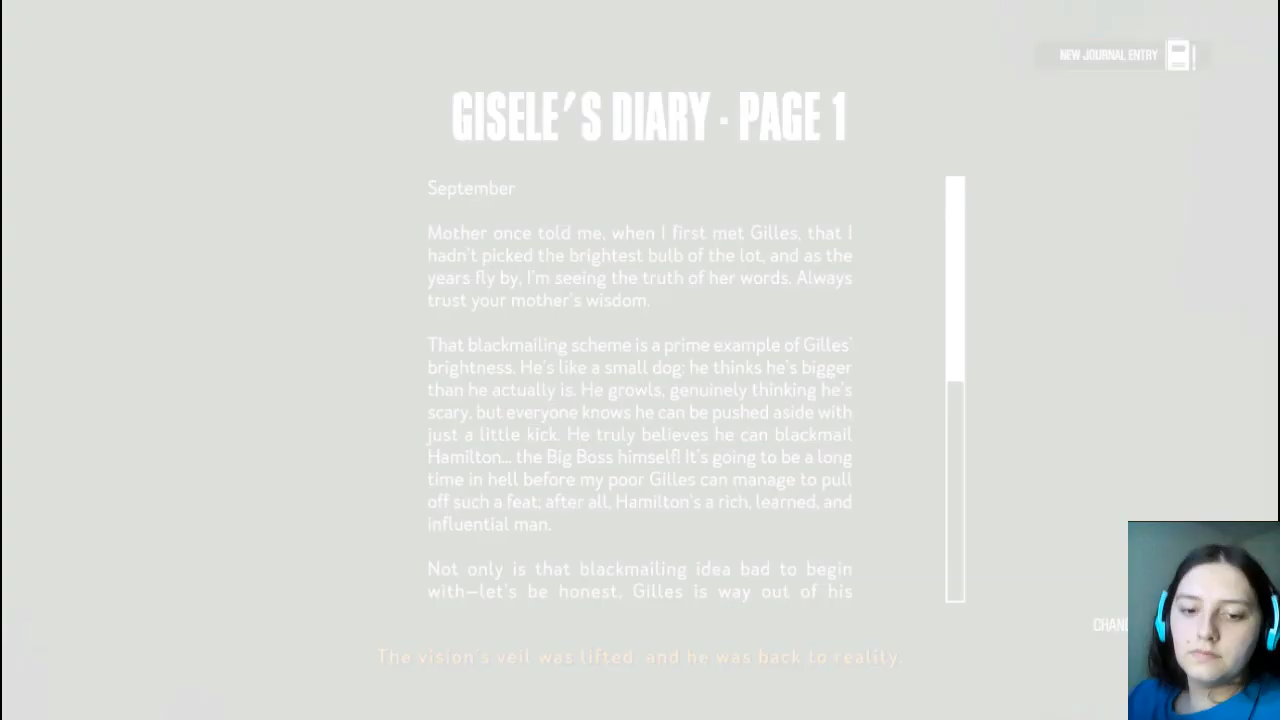 NEW JOURNAL ENTRY
GISELE'S DIARY - PAGE 1
September
Mother once told me, when I first met Gilles, that I
hadn't picked the brightest bulb of the lot, and as the
years fly by, I'm seeing the truth of her words. Always
trust your mother's wisdom.
That blackmailing scheme is a prime example of Gilles'
brightness. He's like a small dog: he thinks he's bigger
than he actually is. He growls, genuinely thinking he's
scary, but everyone knows he can be pushed aside with
just a little kick. He truly believes he can blackmail
Hamilton... the Big Boss himself! It's going to be a long
time in hell before my poor Gilles can manage to pull
off such a feat; after all, Hamilton's a rich, learned, and
influential man.
Not only is that blackmailing idea bad to begin
with—let's be honest, Gilles is way out of his
The vision's veil was lifted, and he was back to reality.